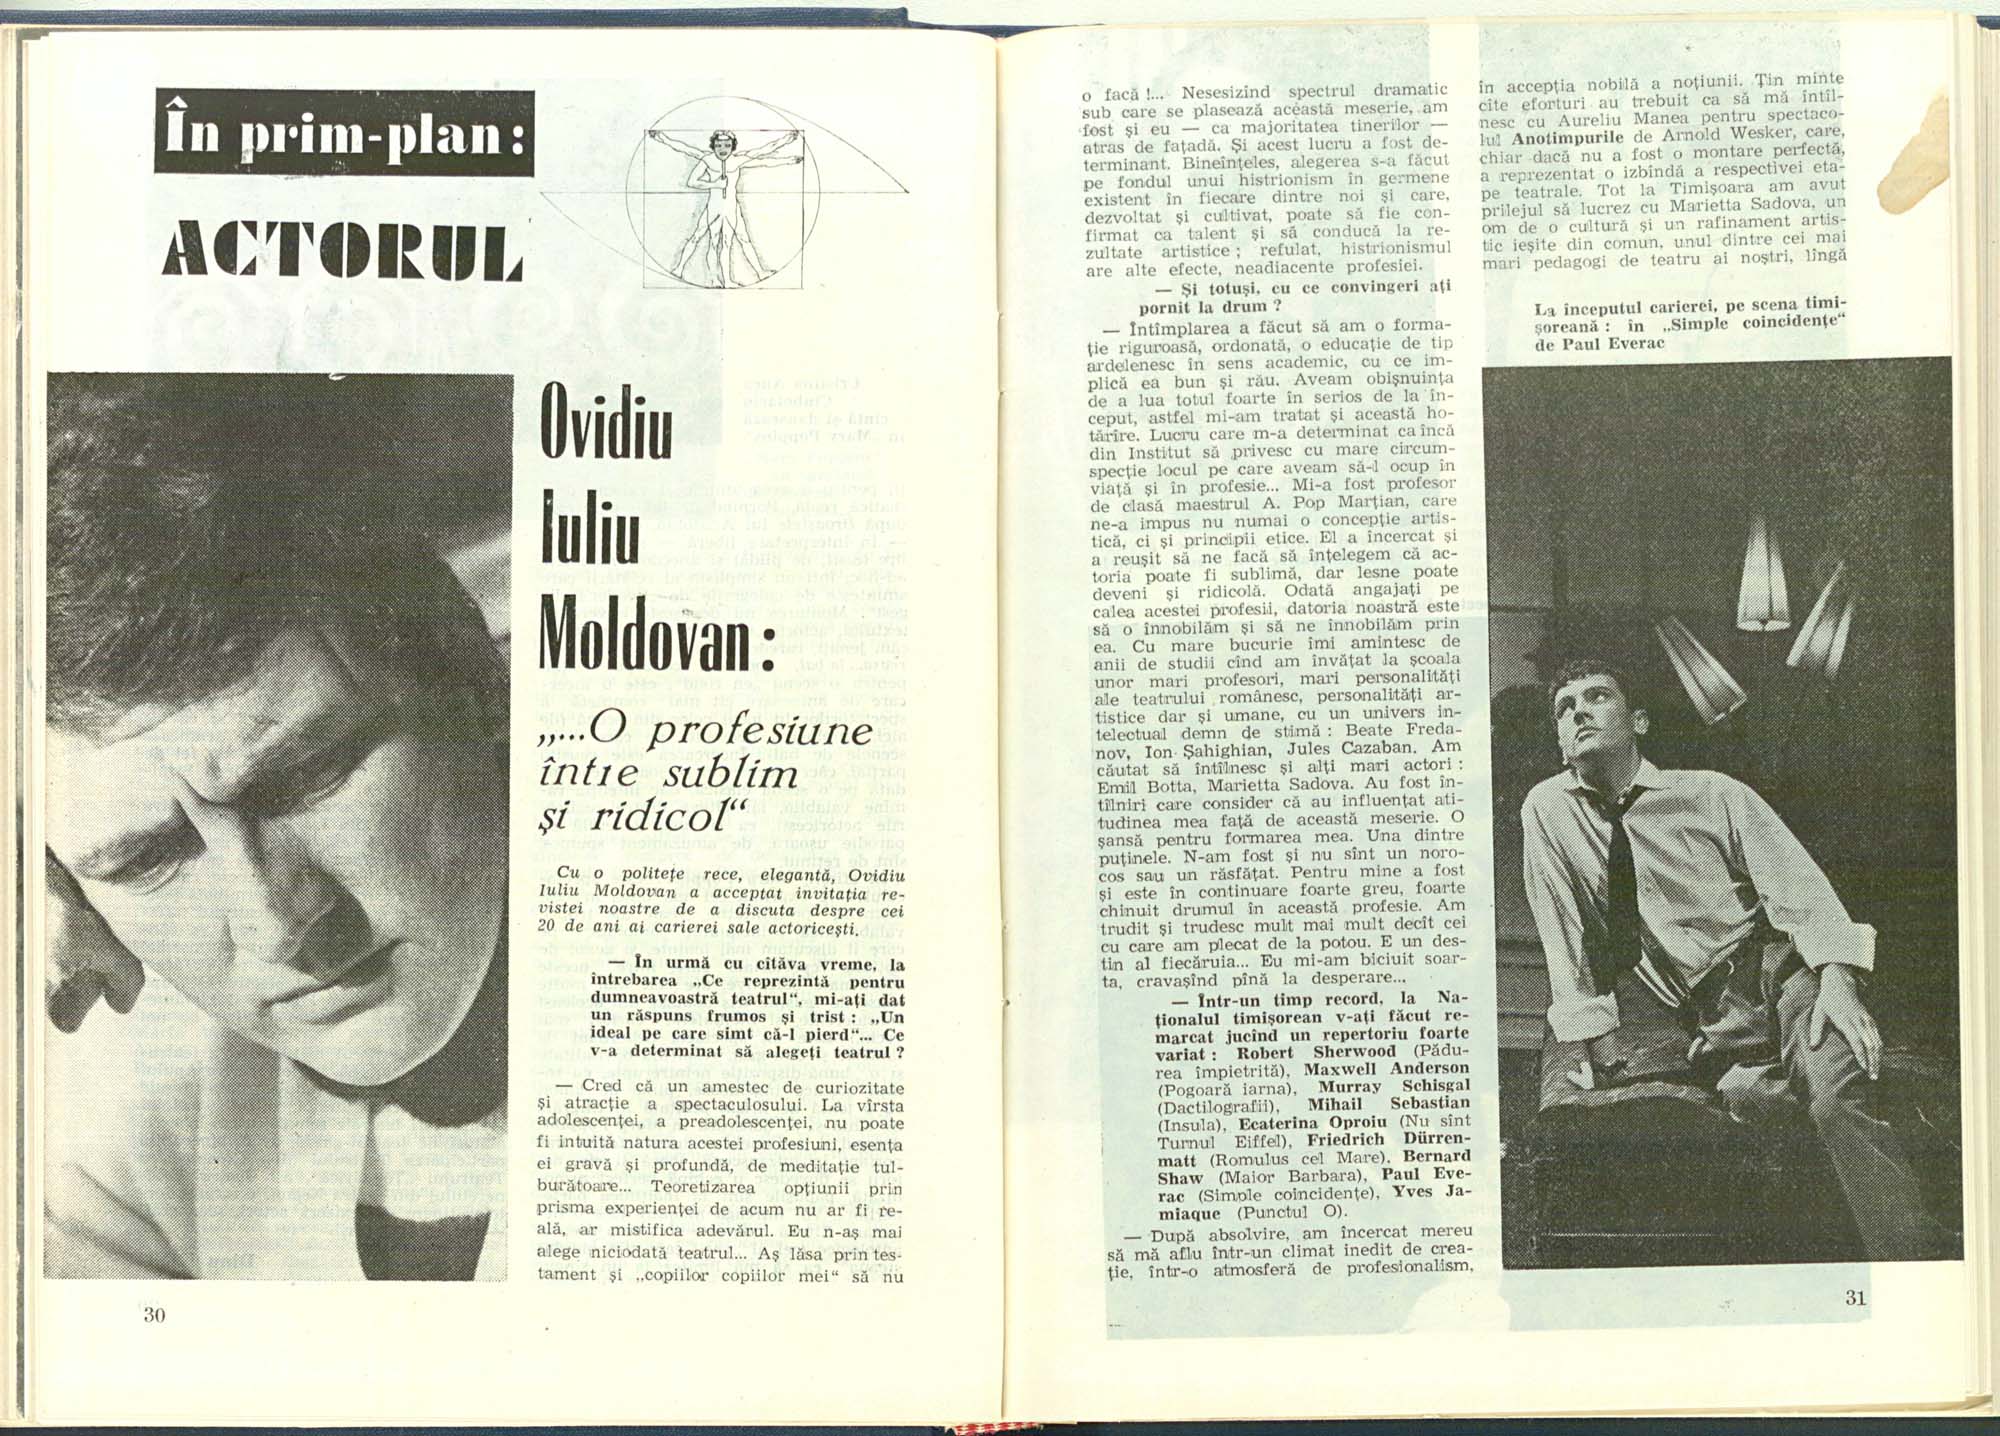 În prim-plan:
ACTORUL
Ovidiu
Iuliu
Moldovan:
„...O profesiune
între sublim
și ridicol“
Cu o politețe rece, elegantă, Ovidiu
Iuliu Moldovan a acceptat invitația re-
vistei noastre de a discuta despre cei
20 de ani ai carierei sale actoricești.
— În urmă cu cîtăva vreme, la
întrebarea „Ce reprezintă pentru
dumneavoastră teatrul“, mi-ați dat
un răspuns frumos și trist : „Un
ideal pe care simt că-l pierd“... Ce
v-a determinat să alegeți teatrul ?
— Cred că un amestec de curiozitate
și atracție a spectaculosului. La vîrsta
adolescenței, a preadolescenței, nu poate
fi intuită natura acestei profesiuni, esența
ei gravă și profundă, de meditație tul-
burătoare... Teoretizarea opțiunii prin
prisma experienței de acum nu ar fi re-
ală, ar mistifica adevărul. Eu n-aș mai
alege niciodată teatrul... Aș lăsa prin tes-
tament și „copiilor copiilor mei“ să nu
30
o facă !... Nesesizînd spectrul dramatic
sub care se plasează această meserie, am
fost și eu — ca majoritatea tinerilor —
atras de fațadă. Și acest lucru a fost de-
terminant. Bineînțeles, alegerea s-a făcut
pe fondul unui histrionism în germene
existent în fiecare dintre noi și care,
dezvoltat și cultivat, poate să fie con-
firmat ca talent și să conducă la re-
zultate artistice ; refulat, histrionismul
are alte efecte, neadiacente profesiei.
— Și totuși, cu ce convingeri ați
pornit la drum ?
— Întîmplarea a făcut să am o forma-
ție riguroasă, ordonată, o educație de tip
ardelenesc în sens academic, cu ce im-
plică ea bun și rău. Aveam obișnuința
de a lua totul foarte în serios de la în-
ceput, astfel mi-am tratat și această ho-
tărîre. Lucru care m-a determinat ca încă
din Institut să privesc cu mare circum-
specție locul pe care aveam să-l ocup în
viață și în profesie... Mi-a fost profesor
de clasă maestrul A. Pop Marțian, care
ne-a impus nu numai o concepție artis-
tică, ci și principii etice. El a încercat și
a reușit să ne facă să înțelegem că ac-
toria poate fi sublimă, dar lesne poate
deveni și ridicolă. Odată angajați pe
calea acestei profesii, datoria noastră este
să o înnobilăm și să ne înnobilăm prin
ea. Cu mare bucurie îmi amintesc de
anii de studii cînd am învățat la școala
unor mari profesori, mari personalități
ale teatrului românesc, personalități ar-
tistice dar și umane, cu un univers in-
telectual demn de stimă : Beate Freda-
nov, Ion Șahighian, Jules Cazaban. Am
căutat să întîlnesc și alți mari actori :
Emil Botta, Marietta Sadova. Au fost în-
tîlniri care consider că au influențat ati-
tudinea mea față de această meserie. O
șansă pentru formarea mea. Una dintre
puținele. N-am fost și nu sînt un noro-
cos sau un răsfățat. Pentru mine a fost
și este în continuare foarte greu, foarte
chinuit drumul în această profesie. Am
trudit și trudesc mult mai mult decît cei
cu care am plecat de la potou. E un des-
tin al fiecăruia... Eu mi-am biciuit soar-
ta, cravașînd pînă la desperare...
— Într-un timp record, la Na-
ționalul timișorean v-ați făcut re-
marcat jucînd un repertoriu foarte
variat : Robert Sherwood (Pădu-
rea împietrită), Maxwell Anderson
(Pogoară iarna), Murray Schisgal
(Dactilografii), Mihail Sebastian
(Insula), Ecaterina Oproiu (Nu sînt
Turnul Eiffel), Friedrich Dürren-
matt (Romulus cel Mare), Bernard
Shaw (Maior Barbara), Paul Eve-
rac (Simple coincidențe), Yves Ja-
miaque (Punctul O).
— După absolvire, am încercat mereu
să mă aflu într-un climat inedit de crea-
ție, într-o atmosferă de profesionalism,
în accepția nobilă a noțiunii. Țin minte
cîte eforturi au trebuit ca să mă întîl-
nesc cu Aureliu Manea pentru spectaco-
lul Anotimpurile de Arnold Wesker, care,
chiar dacă nu a fost o montare perfectă,
a reprezentat o izbîndă a respectivei eta-
pe teatrale. Tot la Timișoara am avut
prilejul să lucrez cu Marietta Sadova, un
om de o cultură și un rafinament artis-
tic ieșite din comun, unul dintre cei mai
mari pedagogi de teatru ai noștri, lîngă
La începutul carierei, pe scena timi-
șoreană : în „Simple coincidențe“
de Paul Everac
31